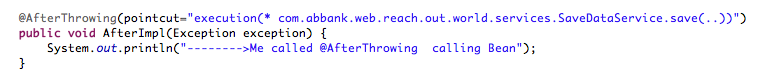 @AfterThrowing(pointcut="execution(* com.abbank.web.reach.out.world.services.SaveDataService.save(..))")
public void AfterImpl(Exception exception) {
    System.out.println("-------->Me called @AfterThrowing  calling Bean");
}